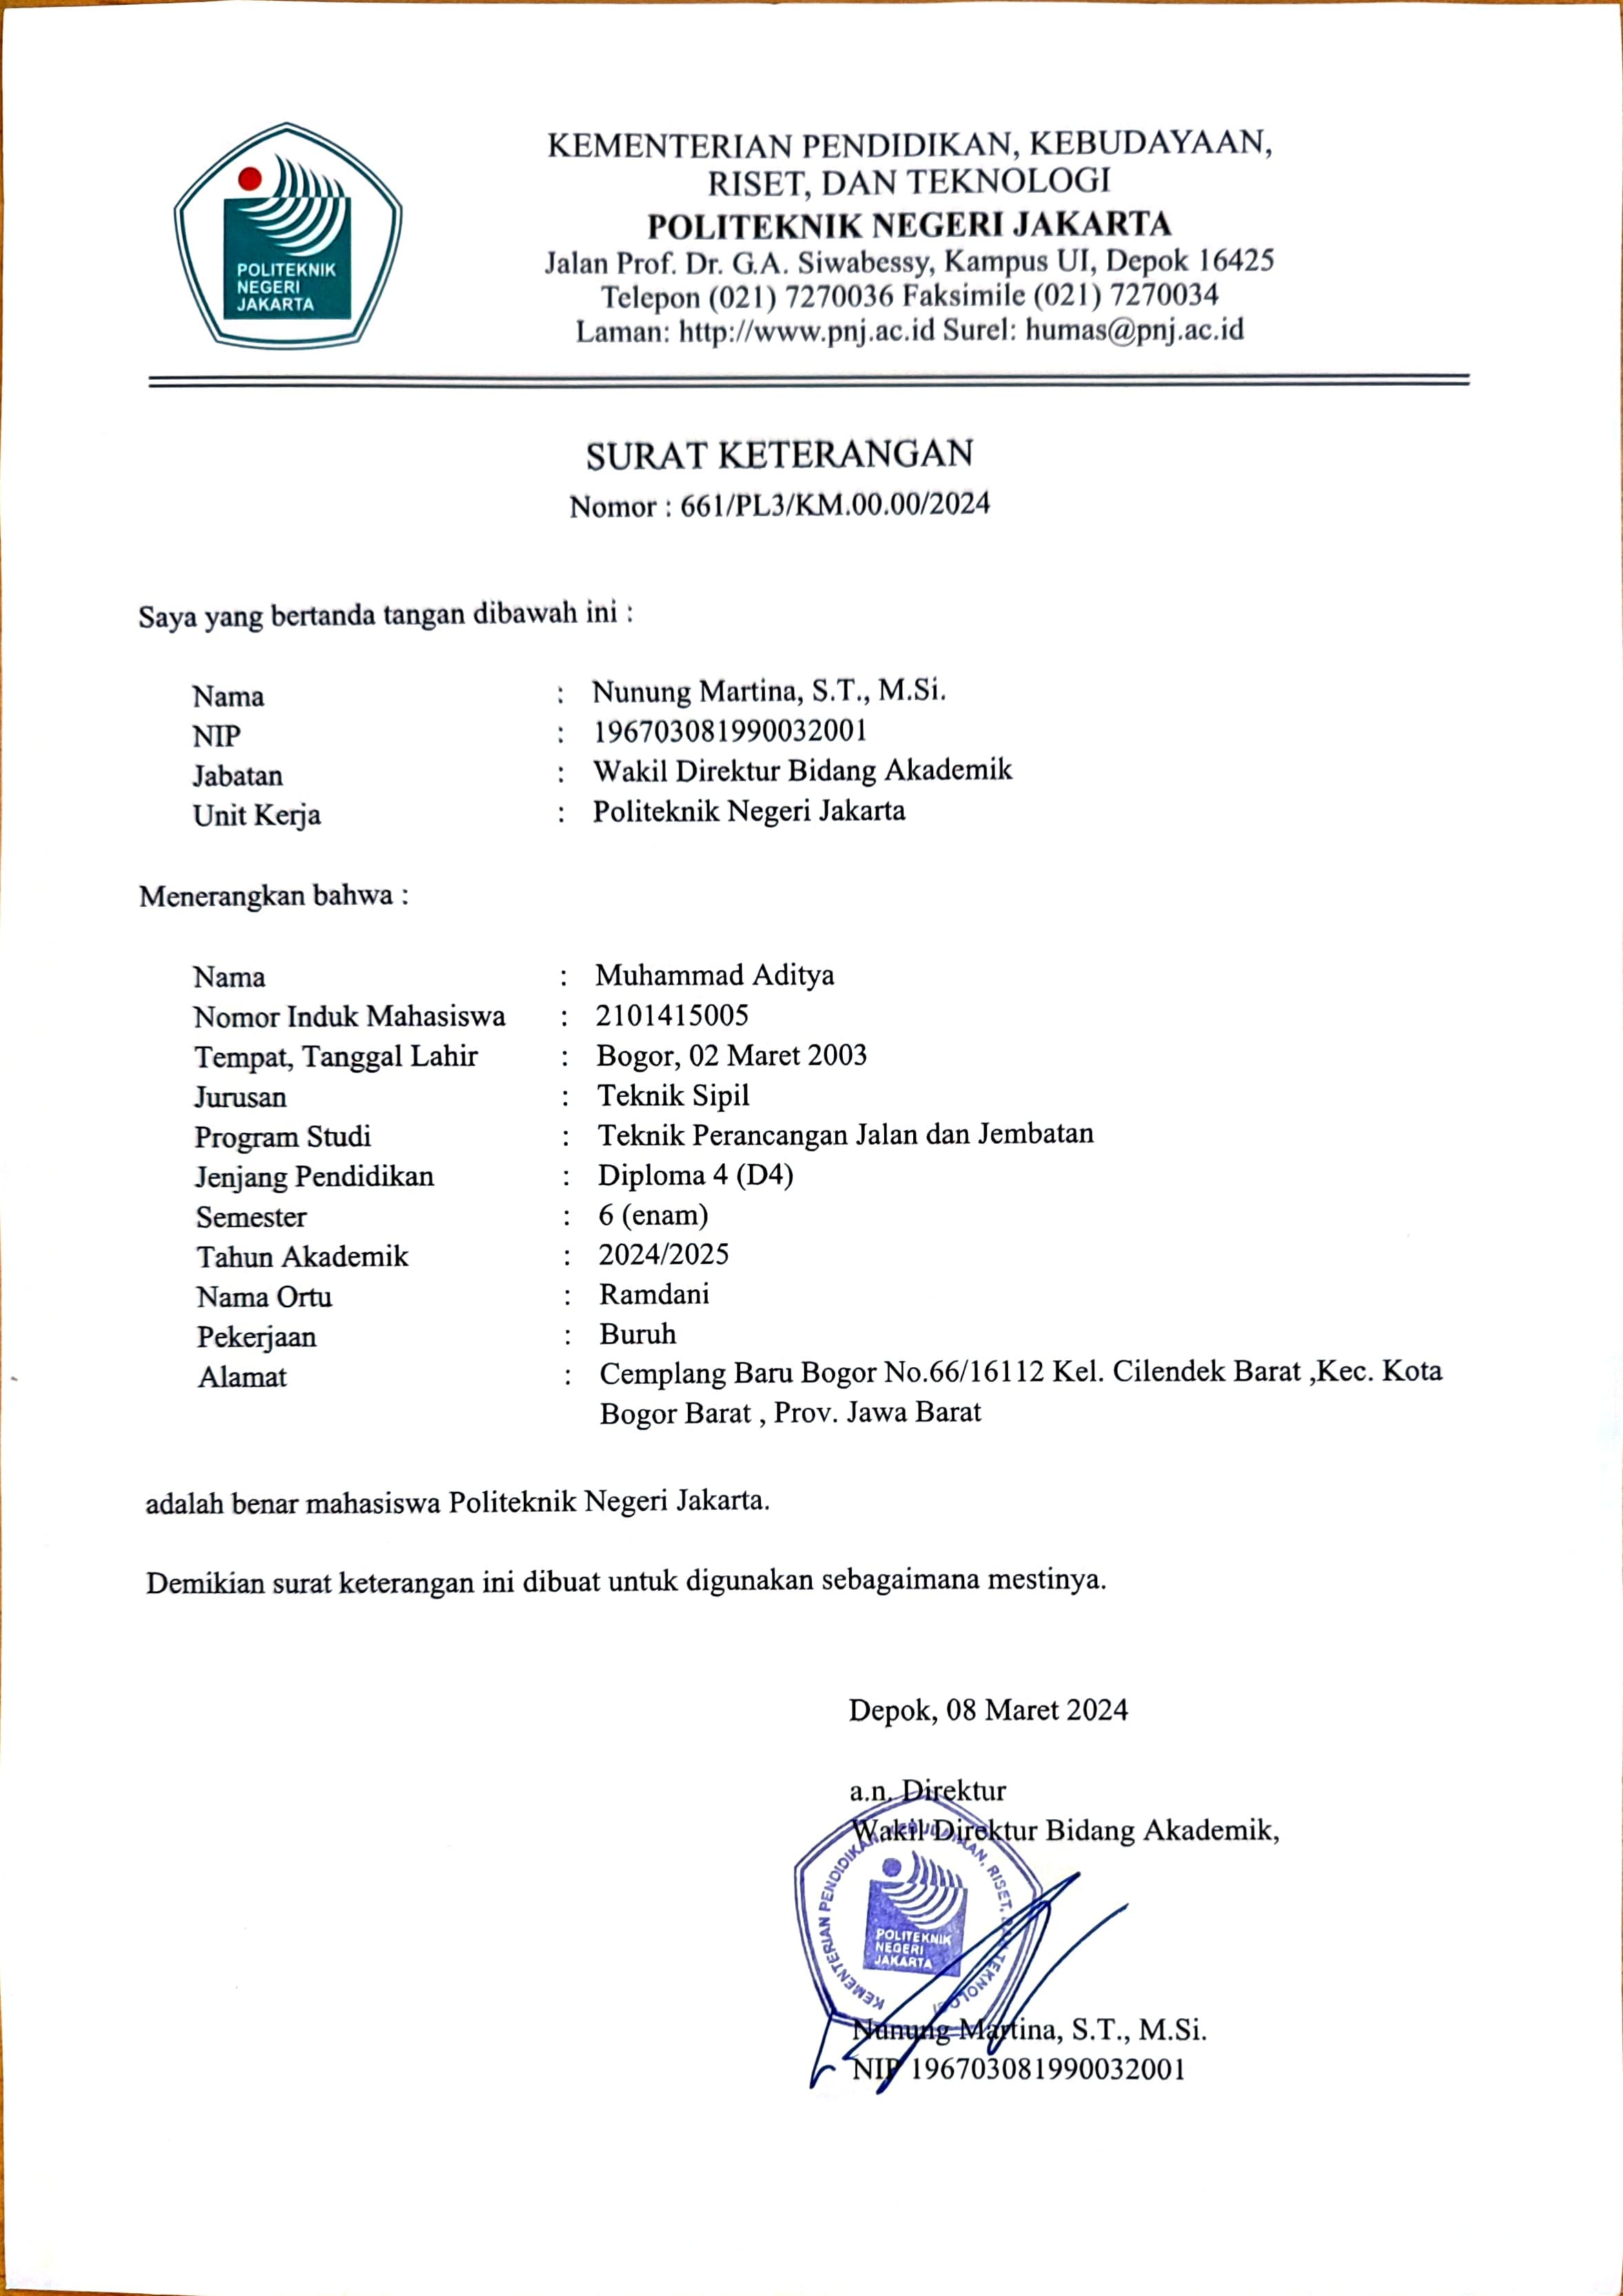 POLITEKNIK
NEGERI
JAKARTA
KEMENTERIAN PENDIDIKAN, KEBUDAYAAN,
RISET, DAN TEKNOLOGI
POLITEKNIK NEGERI JAKARTA
Jalan Prof. Dr. G.A. Siwabessy, Kampus UI, Depok 16425
Telepon (021) 7270036 Faksimile (021) 7270034
Laman: http://www.pnj.ac.id Surel: humas@pnj.ac.id
SURAT KETERANGAN
Nomor : 661/PL3/KM.00.00/2024
Saya yang bertanda tangan dibawah ini :
Nama : Nunung Martina, S.T., M.Si.
NIP : 196703081990032001
Jabatan : Wakil Direktur Bidang Akademik
Unit Kerja : Politeknik Negeri Jakarta
Menerangkan bahwa :
Nama : Muhammad Aditya
Nomor Induk Mahasiswa : 2101415005
Tempat, Tanggal Lahir : Bogor, 02 Maret 2003
Jurusan : Teknik Sipil
Program Studi : Teknik Perancangan Jalan dan Jembatan
Jenjang Pendidikan : Diploma 4 (D4)
Semester : 6 (enam)
Tahun Akademik : 2024/2025
Nama Ortu : Ramdani
Pekerjaan : Buruh
Alamat : Cemplang Baru Bogor No.66/16112 Kel. Cilendek Barat ,Kec. Kota
Bogor Barat , Prov. Jawa Barat
adalah benar mahasiswa Politeknik Negeri Jakarta.
Demikian surat keterangan ini dibuat untuk digunakan sebagaimana mestinya.
Depok, 08 Maret 2024
a.n. Direktur
Wakil Direktur Bidang Akademik,
KEMENTERIAN PENDIDIKAN, KEBUDAYAAN, RISET, DAN TEKNOLOGI
POLITEKNIK
NEGERI
JAKARTA
Nunung Martina, S.T., M.Si.
NIP 196703081990032001